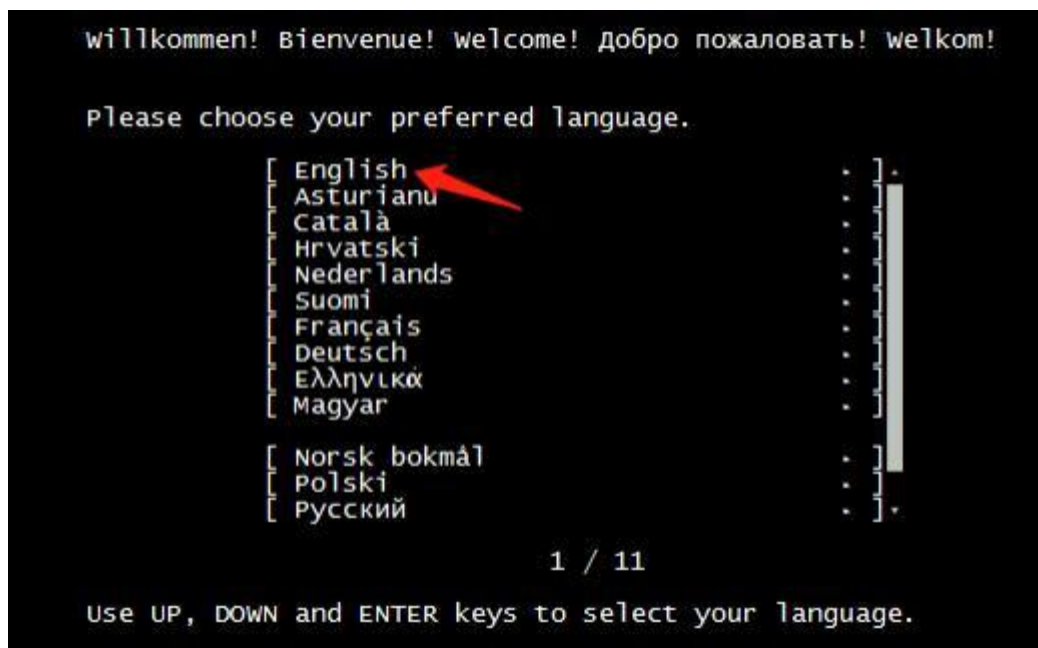 Willkommen! Bienvenue! Welcome! Добро пожаловать! Welkom!
Please choose your preferred language.
[ English ▸ ]
[ Asturianu ▸ ]
[ Català ▸ ]
[ Hrvatski ▸ ]
[ Nederlands ▸ ]
[ Suomi ▸ ]
[ Français ▸ ]
[ Deutsch ▸ ]
[ Ελληνικά ▸ ]
[ Magyar ▸ ]
[ Norsk bokmål ▸ ]
[ Polski ▸ ]
[ Русский ▸ ]
1 / 11
Use UP, DOWN and ENTER keys to select your language.